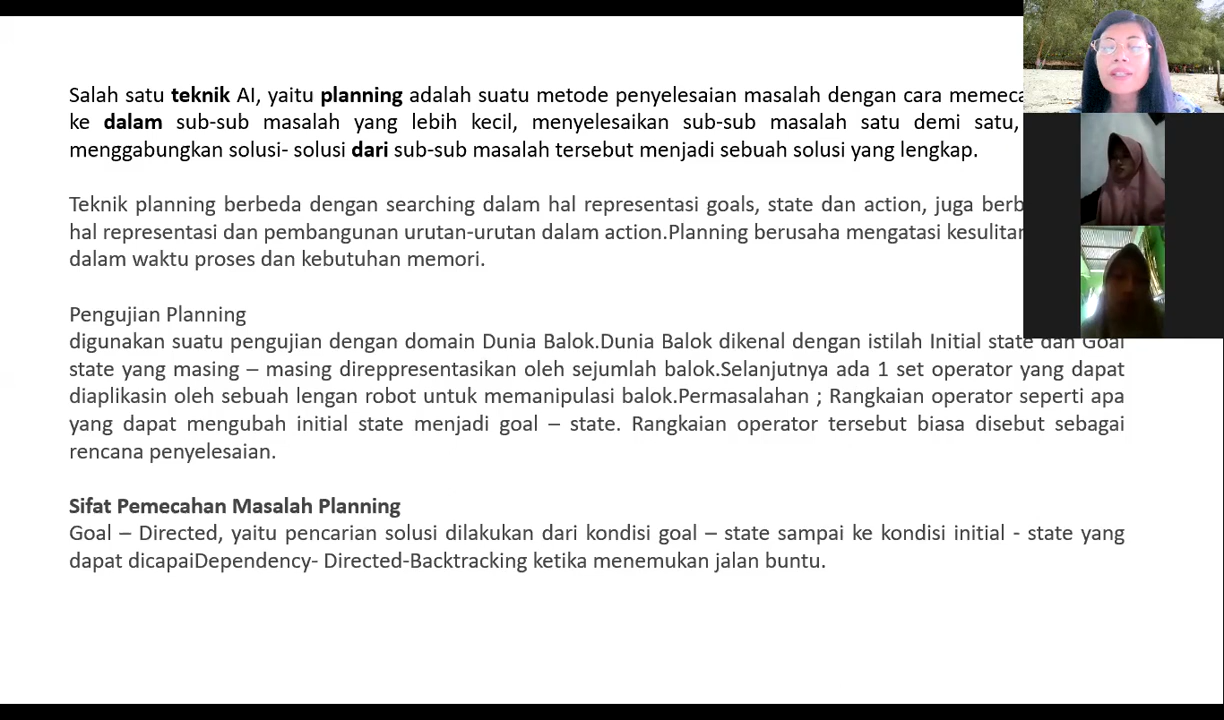 Salah satu teknik AI, yaitu planning adalah suatu metode penyelesaian masalah dengan cara
ke dalam sub-sub masalah yang lebih kecil, menyelesaikan sub-sub masalah satu demi satu,
menggabungkan solusi- solusi dari sub-sub masalah tersebut menjadi sebuah solusi yang lengkap.
Teknik planning berbeda dengan searching dalam hal representasi goals, state dan action, juga
hal representasi dan pembangunan urutan-urutan dalam action.Planning berusaha mengatasi
dalam waktu proses dan kebutuhan memori.
Pengujian Planning
digunakan suatu pengujian dengan domain Dunia Balok.Dunia Balok dikenal dengan istilah Initial state dan Goal
state yang masing – masing direppresentasikan oleh sejumlah balok.Selanjutnya ada 1 set operator yang dapat
diaplikasin oleh sebuah lengan robot untuk memanipulasi balok.Permasalahan ; Rangkaian operator seperti apa
yang dapat mengubah initial state menjadi goal – state. Rangkaian operator tersebut biasa disebut sebagai
rencana penyelesaian.
Sifat Pemecahan Masalah Planning
Goal – Directed, yaitu pencarian solusi dilakukan dari kondisi goal – state sampai ke kondisi initial - state yang
dapat dicapaiDependency- Directed-Backtracking ketika menemukan jalan buntu.